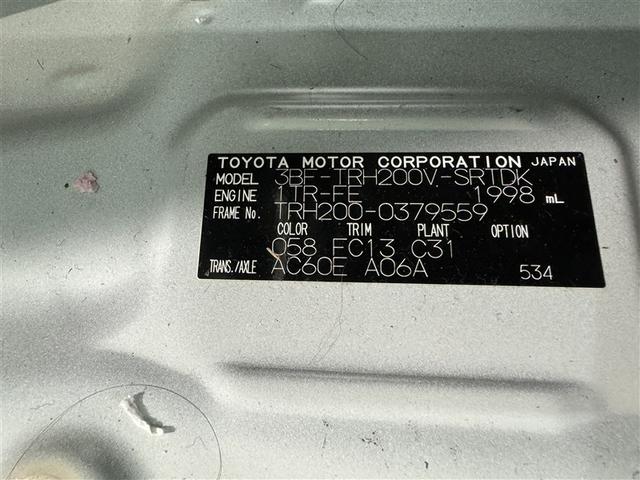 TOYOTA MOTOR CORPORATION JAPAN
MODEL 3BF-TRH200V-SRTDK
ENGINE 1TR-FE 1998 mL
FRAME No. TRH200-0379559
COLOR TRIM PLANT OPTION
058 FC13 C31
TRANS./AXLE AC60E A06A 534